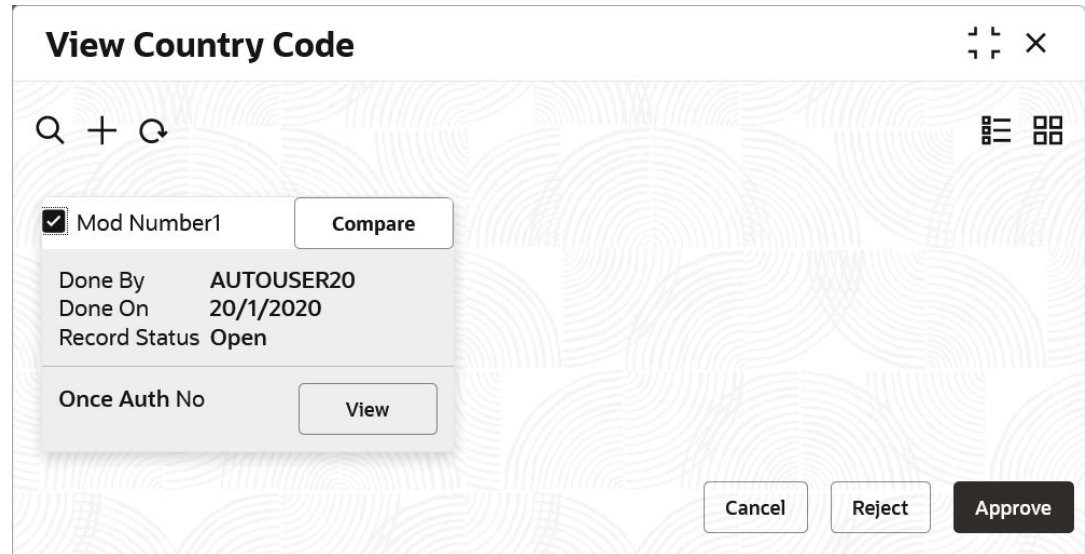 View Country Code
Mod Number1 Compare
Done By AUTOUSER20
Done On 20/1/2020
Record Status Open
Once Auth No View
Cancel Reject Approve